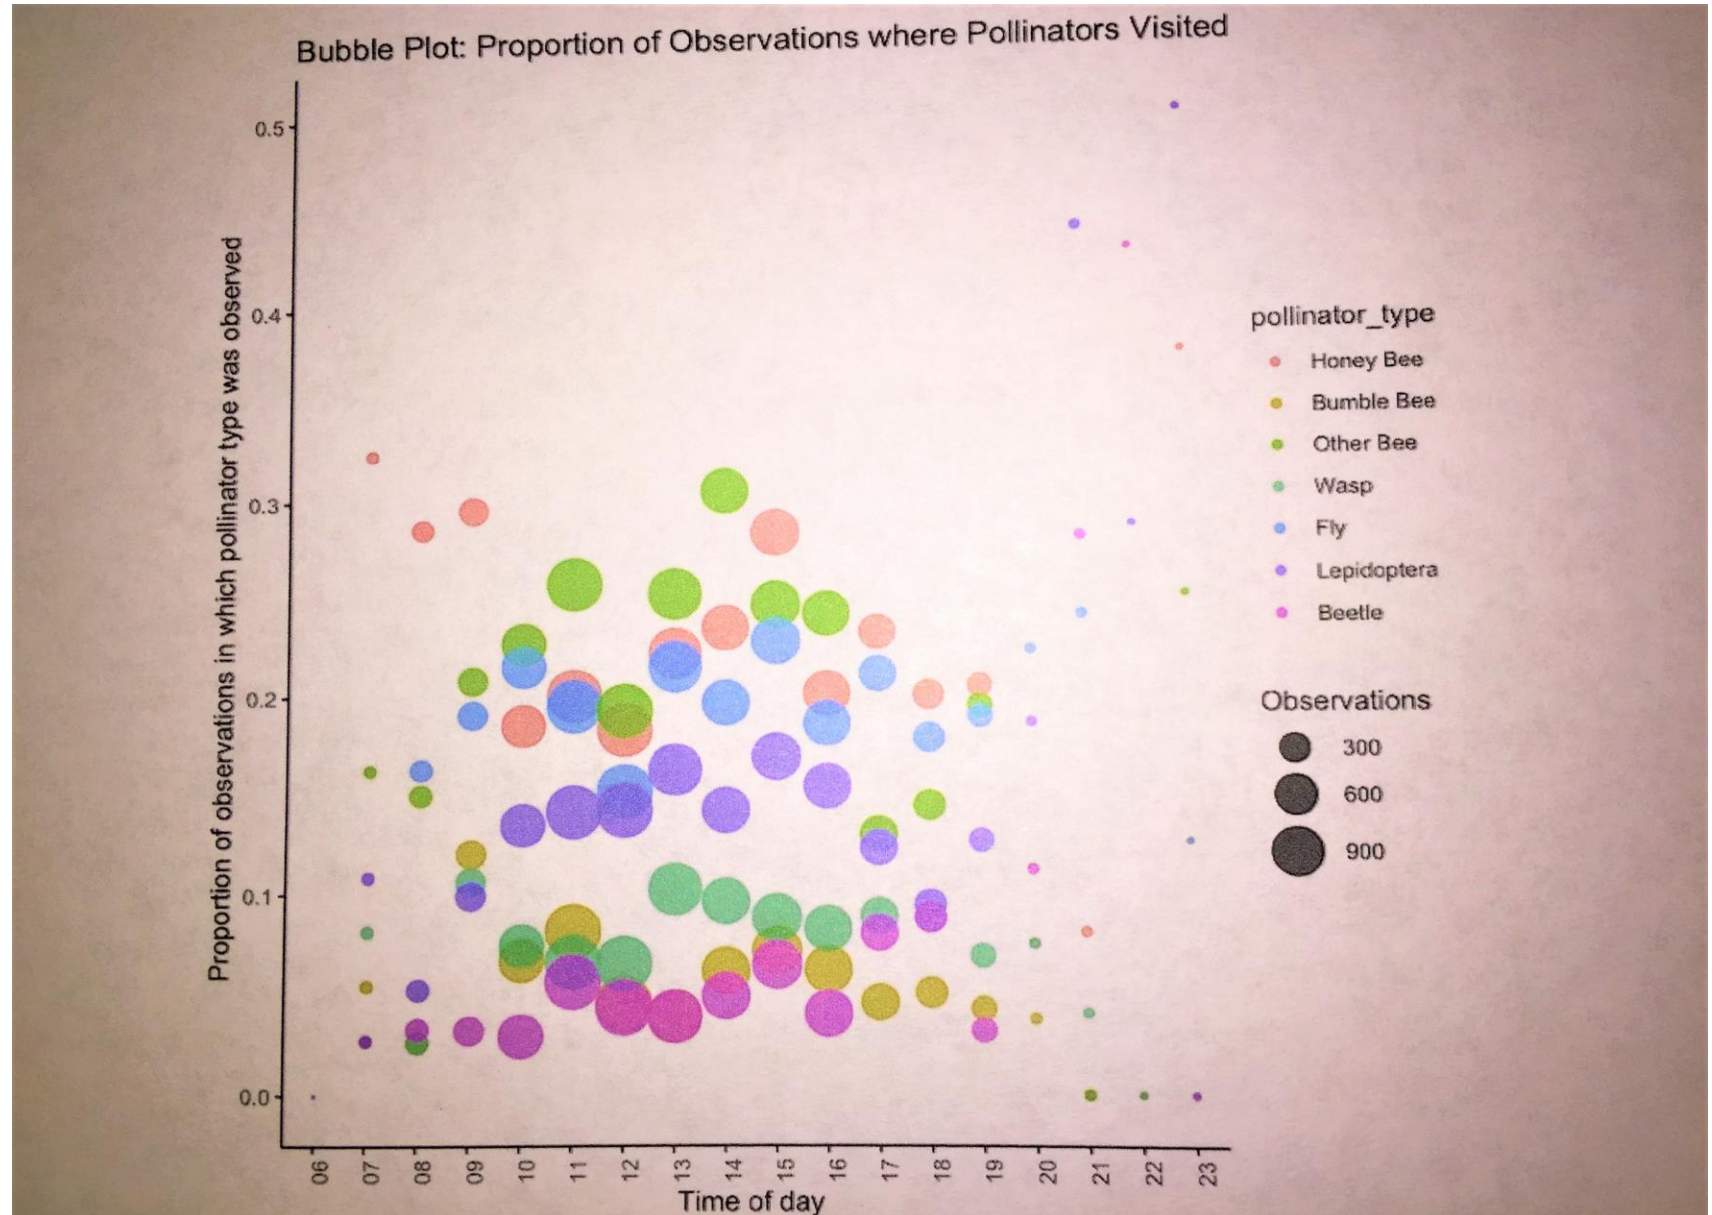 Bubble Plot: Proportion of Observations where Pollinators Visited
Proportion of observations in which pollinator type was observed
0.5
0.4
0.3
0.2
0.1
0.0
06
07
08
09
10
11
12
13
14
15
16
17
18
19
20
21
22
23
Time of day
pollinator_type
Honey Bee
Bumble Bee
Other Bee
Wasp
Fly
Lepidoptera
Beetle
Observations
300
600
900